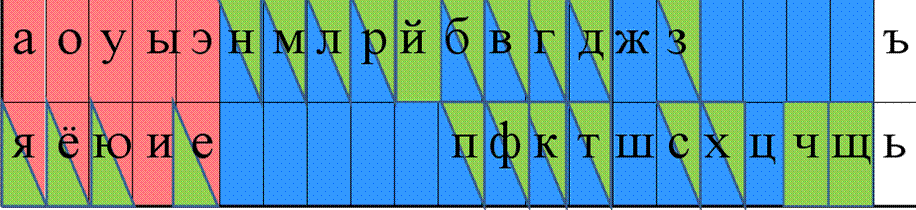 а о у ы э н м л р й б в г д ж з ъ
я ё ю и е п ф к т ш с х ц ч щ ь